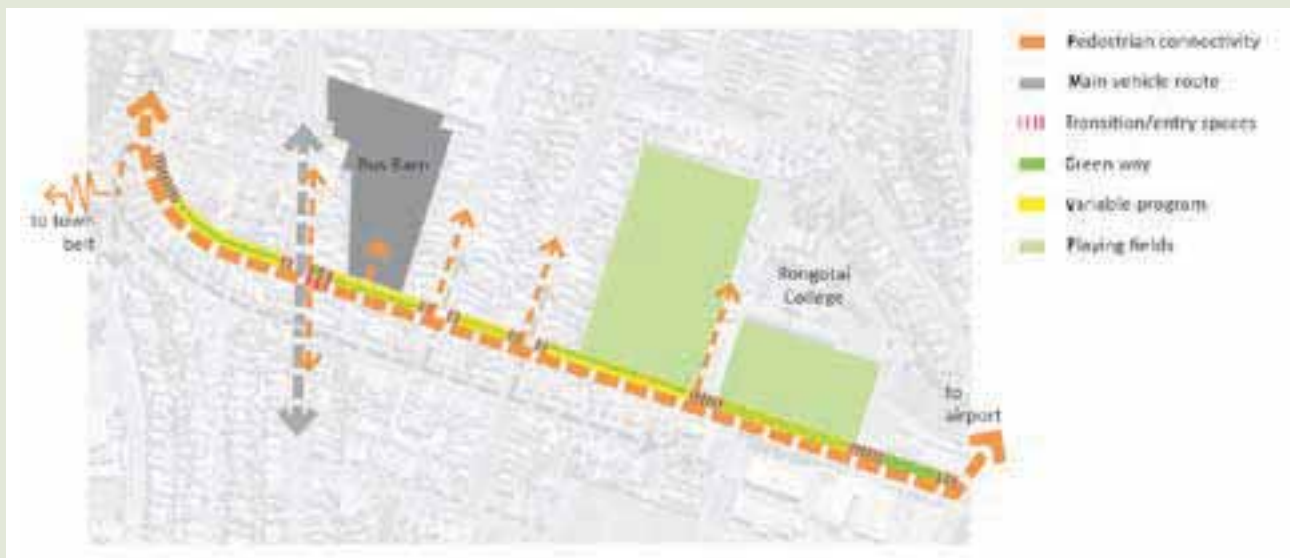 Pedestrian connectivity
Main vehicle route
Transition/entry spaces
Green way
Variable program
Playing fields
Bus Barn
to town
belt
Rongotai
College
to
airport